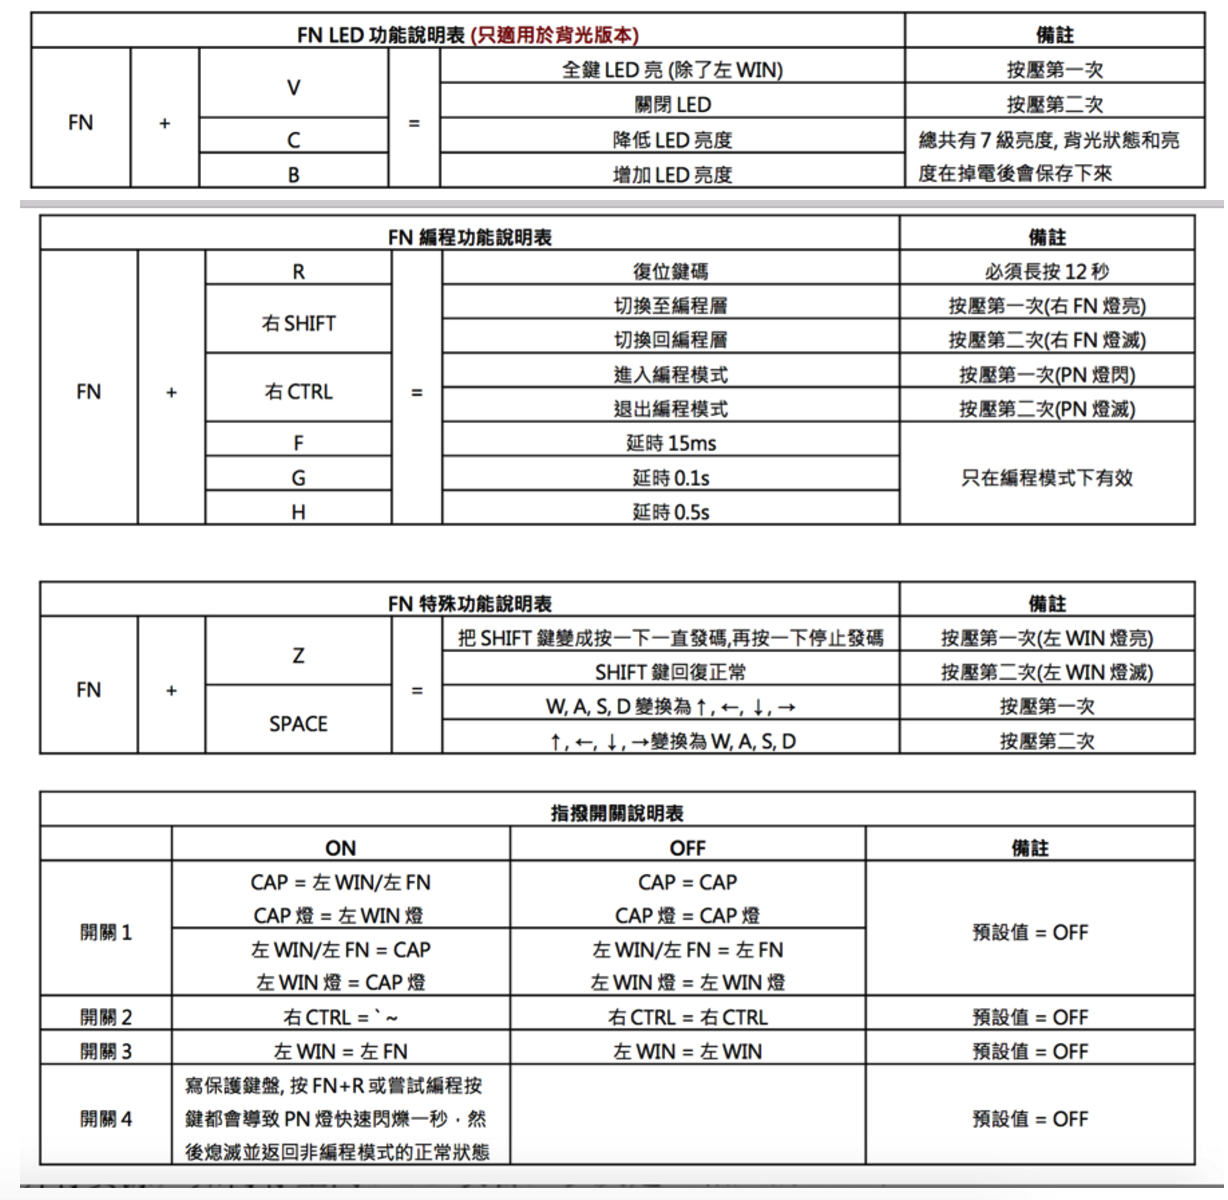 FN LED 功能說明表 (只適用於背光版本) 備註
FN + V = 全鍵 LED 亮 (除了左 WIN) 按壓第一次
關閉 LED 按壓第二次
C 降低 LED 亮度 總共有 7 級亮度, 背光狀態和亮
B 增加 LED 亮度 度在掉電後會保存下來
FN 編程功能說明表 備註
FN + R = 復位鍵碼 必須長按 12 秒
右 SHIFT 切換至編程層 按壓第一次(右 FN 燈亮)
切換回編程層 按壓第二次(右 FN 燈滅)
右 CTRL 進入編程模式 按壓第一次(PN 燈閃)
退出編程模式 按壓第二次(PN 燈滅)
F 延時 15ms 只在編程模式下有效
G 延時 0.1s
H 延時 0.5s
FN 特殊功能說明表 備註
FN + Z = 把 SHIFT 鍵變成按一下一直發碼,再按一下停止發碼 按壓第一次(左 WIN 燈亮)
SHIFT 鍵回復正常 按壓第二次(左 WIN 燈滅)
SPACE W, A, S, D 變換為↑, ←, ↓, → 按壓第一次
↑, ←, ↓, →變換為 W, A, S, D 按壓第二次
指撥開關說明表
ON OFF 備註
開關 1 CAP = 左 WIN/左 FN CAP = CAP 預設值 = OFF
CAP 燈 = 左 WIN 燈 CAP 燈 = CAP 燈
左 WIN/左 FN = CAP 左 WIN/左 FN = 左 FN
左 WIN 燈 = CAP 燈 左 WIN 燈 = 左 WIN 燈
開關 2 右 CTRL = ` ~ 右 CTRL = 右 CTRL 預設值 = OFF
開關 3 左 WIN = 左 FN 左 WIN = 左 WIN 預設值 = OFF
開關 4 寫保護鍵盤, 按 FN+R 或嘗試編程按 預設值 = OFF
鍵都會導致 PN 燈快速閃爍一秒，然
後熄滅並返回非編程模式的正常狀態